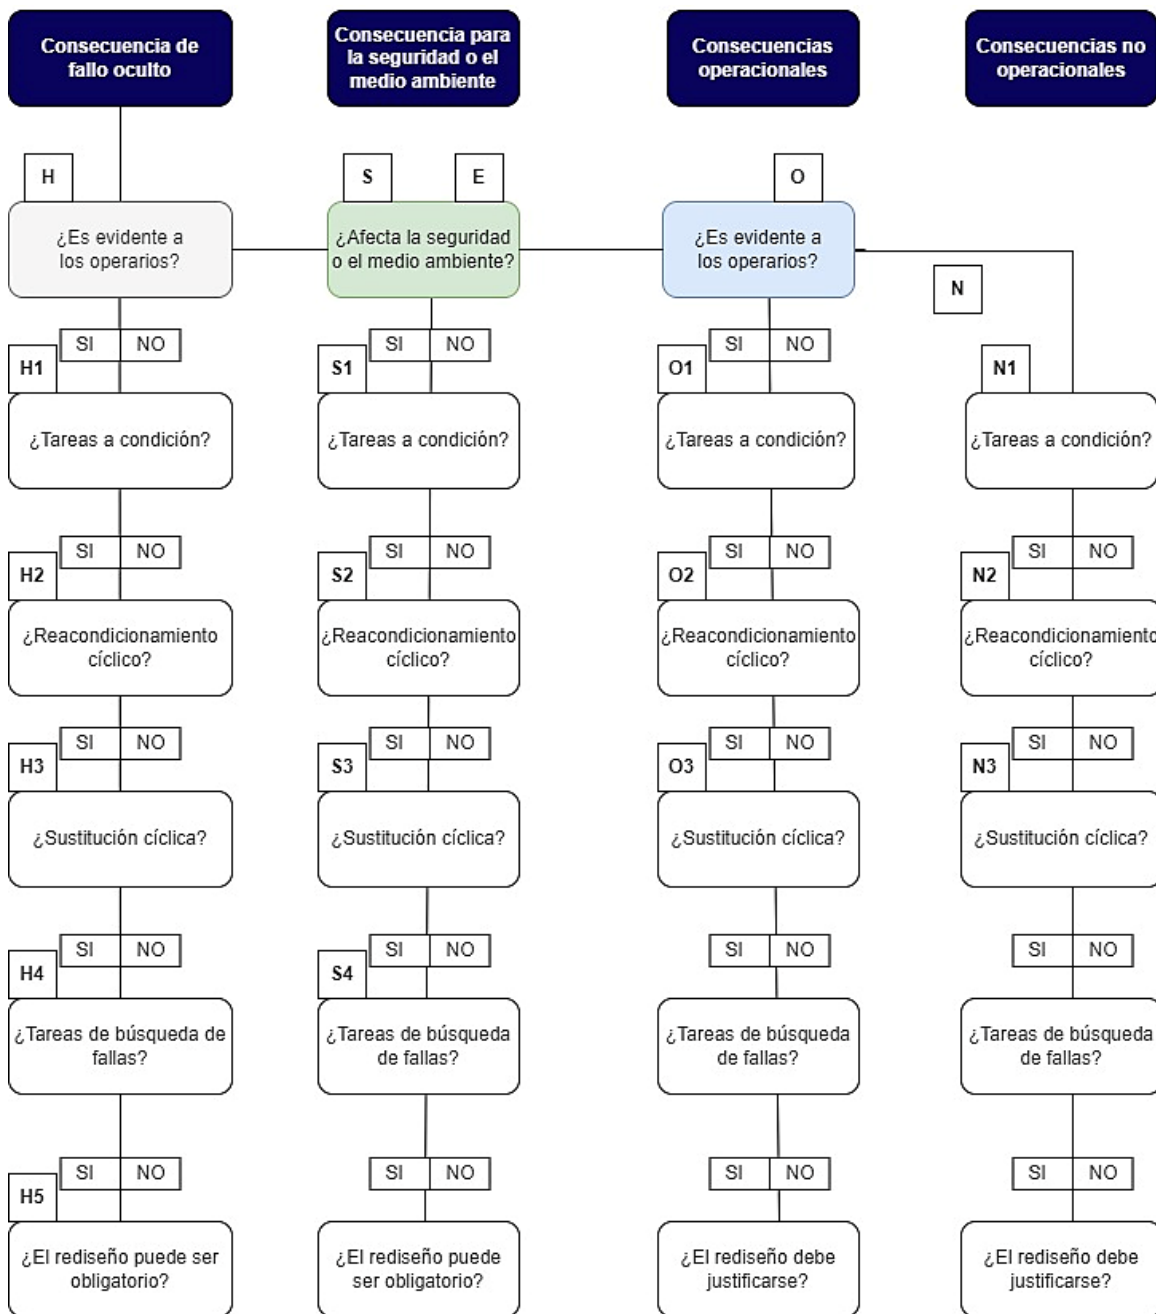 Consecuencia de
fallo oculto
Consecuencia para
la seguridad o el
medio ambiente
Consecuencias
operacionales
Consecuencias no
operacionales
H
S
E
O
¿Es evidente a
los operarios?
¿Afecta la seguridad
o el medio ambiente?
¿Es evidente a
los operarios?
N
SI NO
SI NO
SI NO
H1
S1
O1
N1
¿Tareas a condición?
¿Tareas a condición?
¿Tareas a condición?
¿Tareas a condición?
SI NO
SI NO
SI NO
SI NO
H2
S2
O2
N2
¿Reacondicionamiento
cíclico?
¿Reacondicionamiento
cíclico?
¿Reacondicionamiento
cíclico?
¿Reacondicionamiento
cíclico?
SI NO
SI NO
SI NO
SI NO
H3
S3
O3
N3
¿Sustitución cíclica?
¿Sustitución cíclica?
¿Sustitución cíclica?
¿Sustitución cíclica?
SI NO
SI NO
SI NO
SI NO
H4
S4
¿Tareas de búsqueda de
fallas?
¿Tareas de búsqueda
de fallas?
¿Tareas de búsqueda
de fallas?
¿Tareas de búsqueda
de fallas?
SI NO
SI NO
SI NO
SI NO
H5
¿El rediseño puede ser
obligatorio?
¿El rediseño puede
ser obligatorio?
¿El rediseño debe
justificarse?
¿El rediseño debe
justificarse?